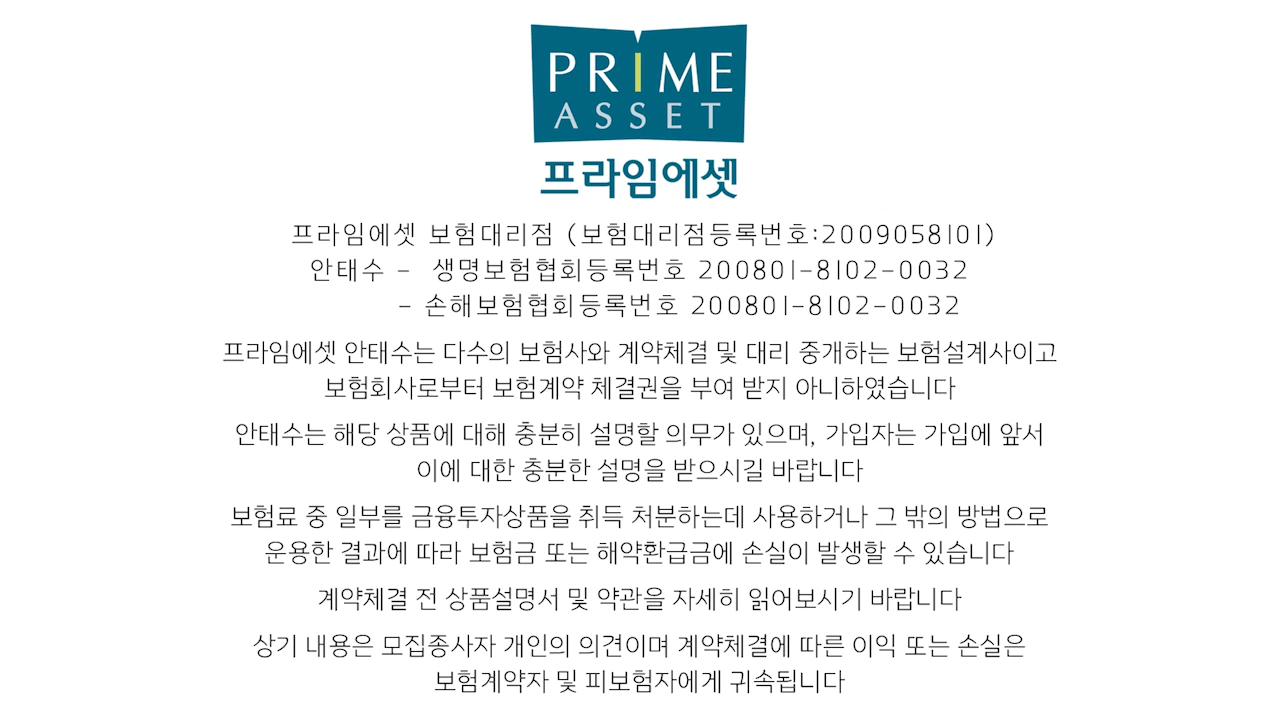 PRIME
ASSET
프라임에셋
프라임에셋 보험대리점 (보험대리점등록번호:2009058101)
안태수 - 생명보험협회등록번호 200801-8102-0032
- 손해보험협회등록번호 200801-8102-0032
프라임에셋 안태수는 다수의 보험사와 계약체결 및 대리 중개하는 보험설계사이고
보험회사로부터 보험계약 체결권을 부여 받지 아니하였습니다
안태수는 해당 상품에 대해 충분히 설명할 의무가 있으며, 가입자는 가입에 앞서
이에 대한 충분한 설명을 받으시길 바랍니다
보험료 중 일부를 금융투자상품을 취득 처분하는데 사용하거나 그 밖의 방법으로
운용한 결과에 따라 보험금 또는 해약환급금에 손실이 발생할 수 있습니다
계약체결 전 상품설명서 및 약관을 자세히 읽어보시기 바랍니다
상기 내용은 모집종사자 개인의 의견이며 계약체결에 따른 이익 또는 손실은
보험계약자 및 피보험자에게 귀속됩니다